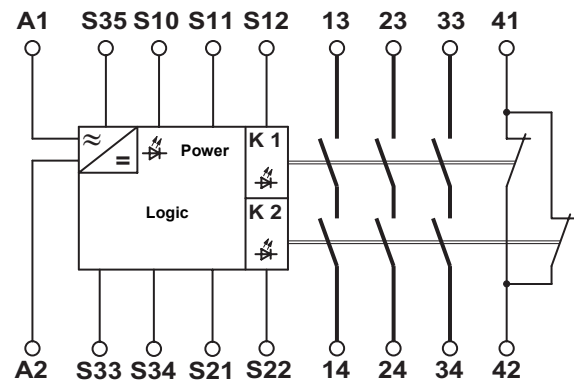 A1 S35 S10 S11 S12 13 23 33 41
≈ = Power K 1
Logic K 2
A2 S33 S34 S21 S22 14 24 34 42